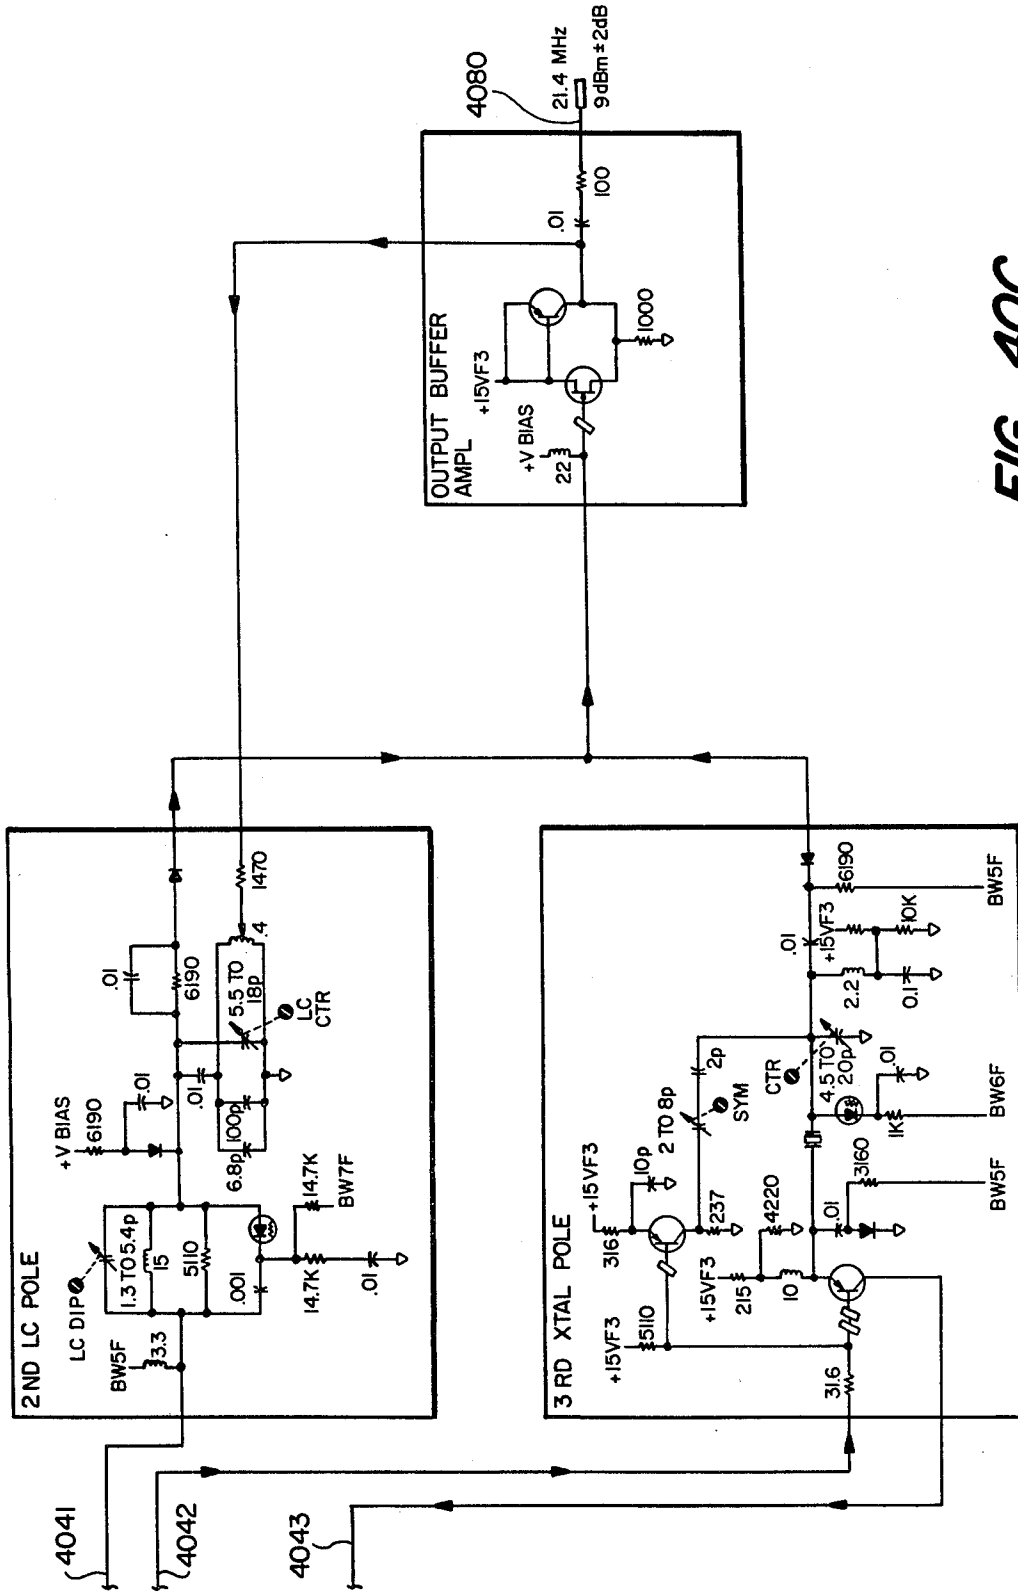 4041
4042
4043
2ND LC POLE
LC DIP
1.3 TO 5.4p
BW5F
3.3
15
5110
.001
14.7K
14.7K
BW7F
.01
+V BIAS
6190
.01
.01
6.8p
100p
.01
6190
5.5 TO
18p
LC
CTR
.4
1470
3RD XTAL POLE
+15VF3
5110
31.6
+15VF3
316
10p
237
2 TO 8p
SYM
2p
+15VF3
215
4220
10
.01
3160
BW5F
CTR
4.5 TO
20p
1K
.01
BW6F
2.2
0.1
.01
+15VF3
10K
6190
BW5F
OUTPUT BUFFER
AMPL
+V BIAS
22
+15VF3
1000
.01
100
4080
21.4 MHz
9dBm±2dB
FIG. 40C